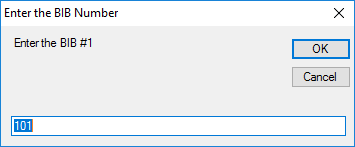 Enter the BIB Number
Enter the BIB #1
OK
Cancel
101